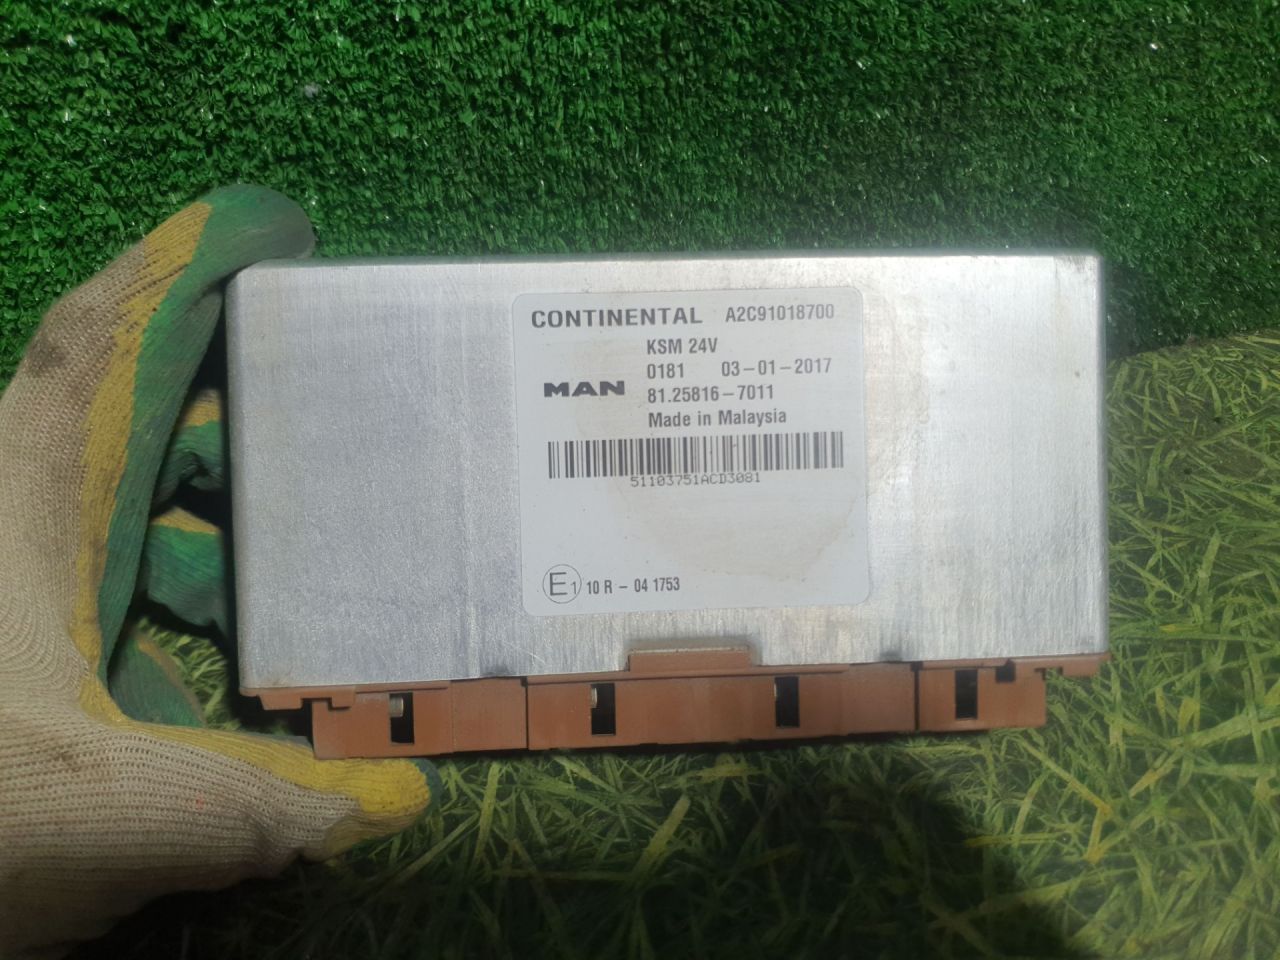 CONTINENTAL A2C91018700
KSM 24V
0181 03-01-2017
MAN 81.25816-7011
Made in Malaysia
51103751ACD3081
E1 10 R - 04 1753